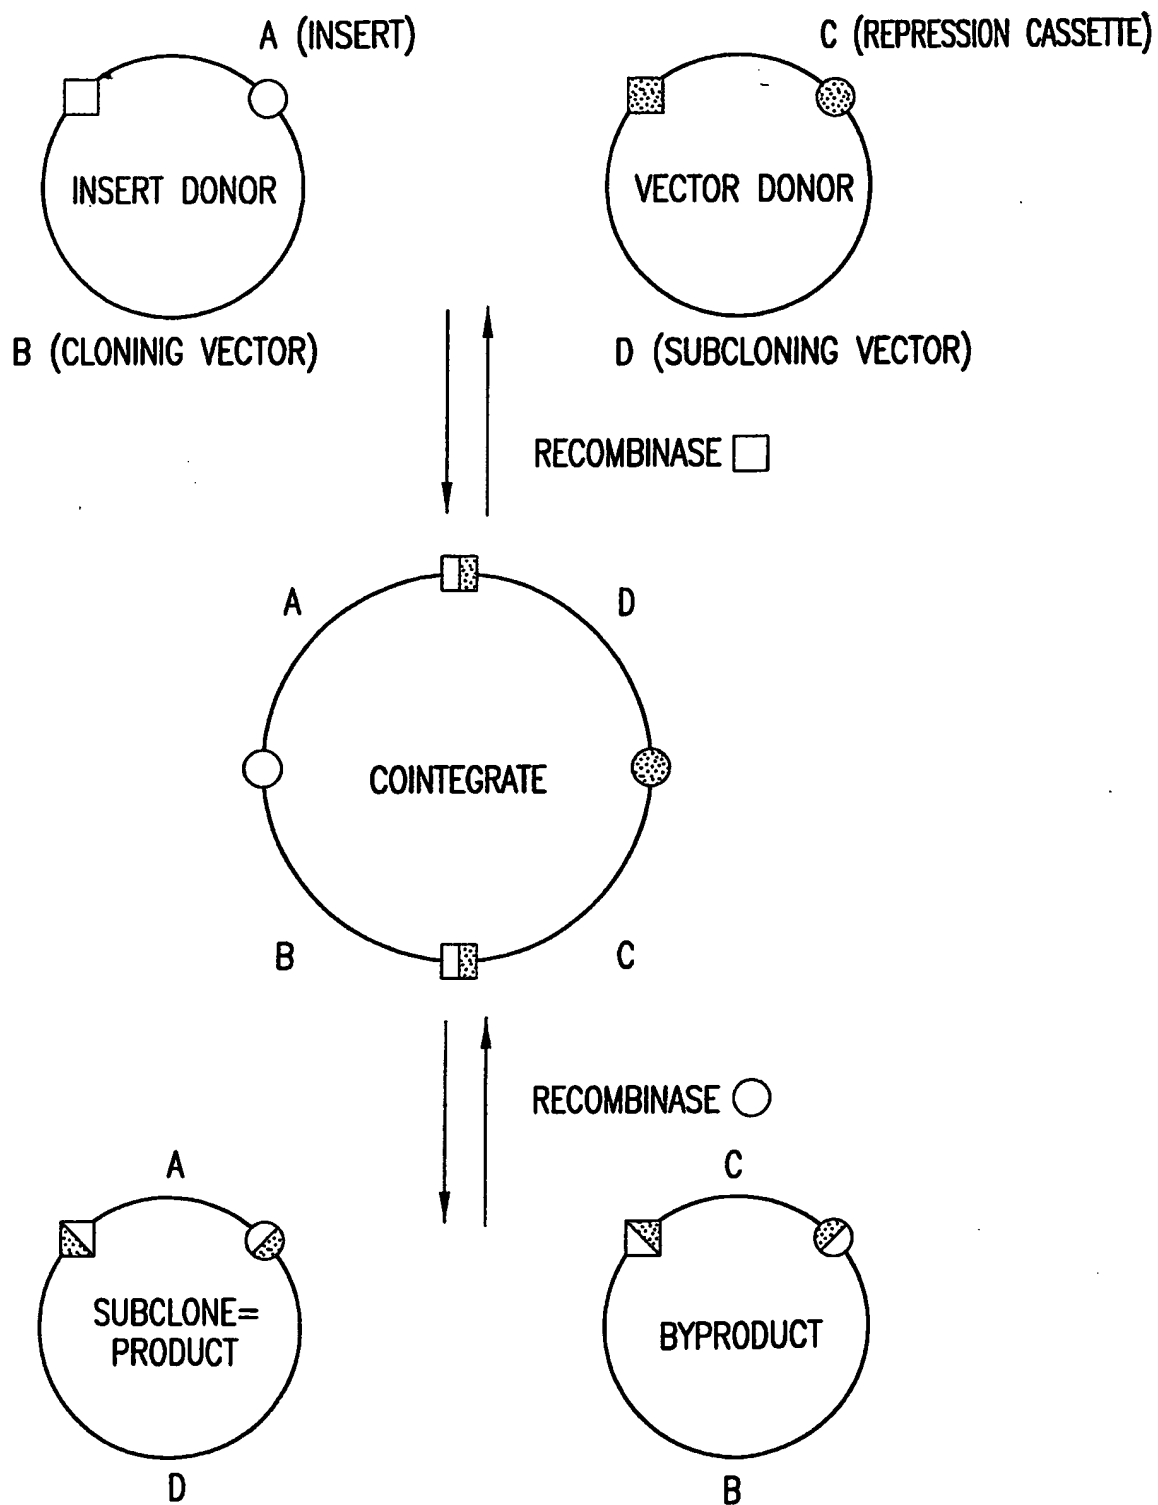 A (INSERT)
C (REPRESSION CASSETTE)
INSERT DONOR
VECTOR DONOR
B (CLONINIG VECTOR)
D (SUBCLONING VECTOR)
RECOMBINASE
A
D
COINTEGRATE
B
C
RECOMBINASE
A
C
SUBCLONE=
PRODUCT
BYPRODUCT
D
B